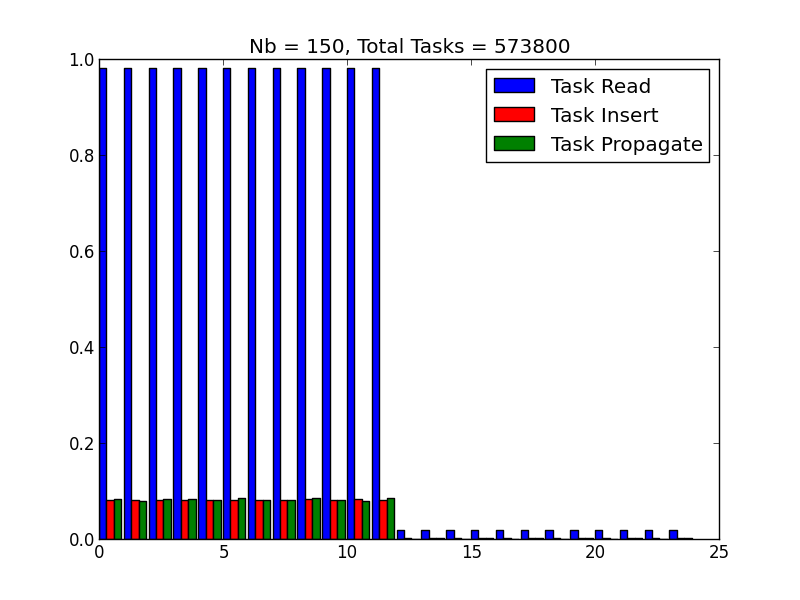 Nb = 150, Total Tasks = 573800
1.0
0.8
0.6
0.4
0.2
0.0
Task Read
Task Insert
Task Propagate
0 5 10 15 20 25